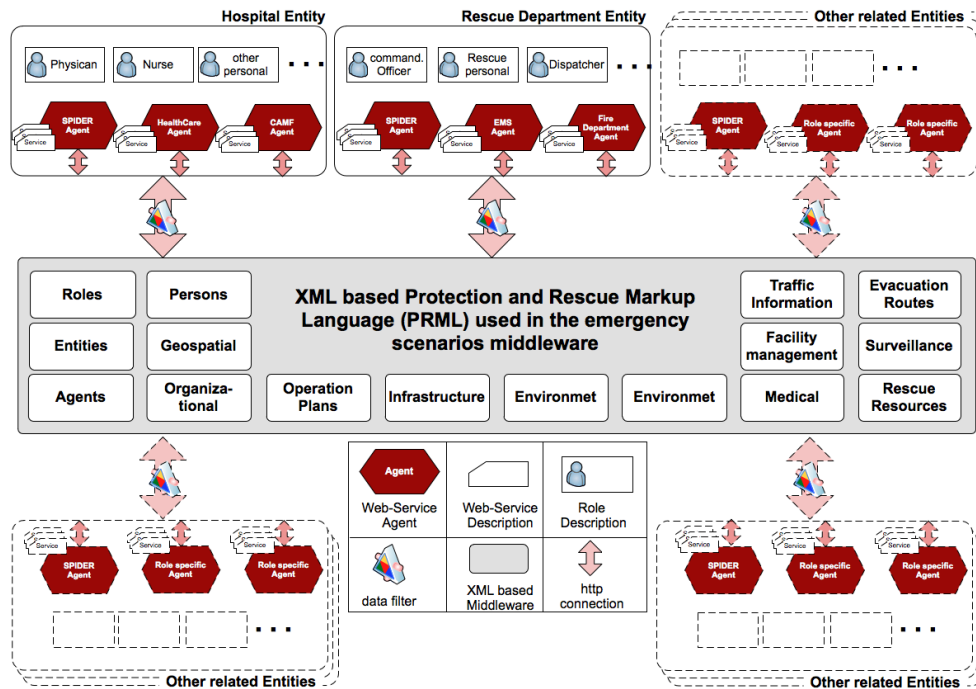 Hospital Entity
Rescue Department Entity
Other related Entities
Physican
Nurse
other
personal
...
command.
Officer
Rescue
personal
Dispatcher
...
...
SPIDER
Agent
Service
HealthCare
Agent
Service
CAMF
Agent
Service
SPIDER
Agent
Service
EMS
Agent
Service
Fire
Department
Agent
Service
SPIDER
Agent
Service
Role specific
Agent
Service
Role specific
Agent
Service
XML based Protection and Rescue Markup
Language (PRML) used in the emergency
scenarios middleware
Roles
Persons
Traffic
Information
Evacuation
Routes
Entities
Geospatial
Facility
management
Surveillance
Agents
Organiza-
tional
Operation
Plans
Infrastructure
Environmet
Environmet
Medical
Rescue
Resources
Agent
Web-Service
Agent
Web-Service
Description
Role
Description
data filter
XML based
Middleware
http
connection
Service
SPIDER
Agent
Service
Role specific
Agent
Service
Role specific
Agent
...
Other related Entities
Service
SPIDER
Agent
Service
Role specific
Agent
Service
Role specific
Agent
...
Other related Entities